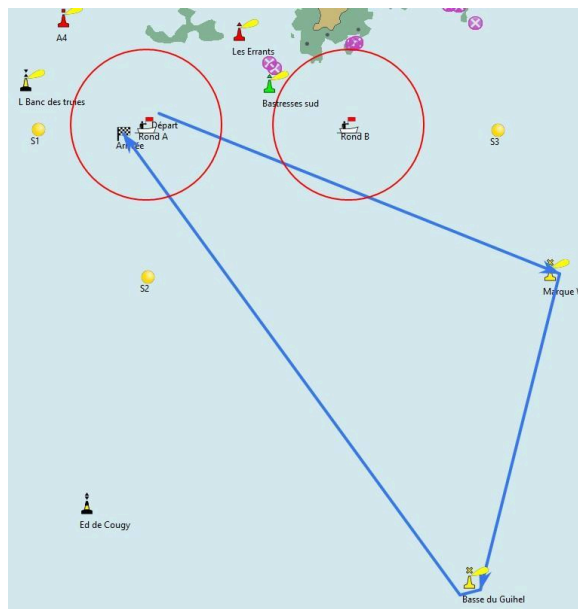 A4
Les Errants
L Banc des truies
Bastresses sud
Départ
S1
Rond A
Rond B
S3
Arrivée
S2
Marque
Ed de Cougy
Basse du Guihel